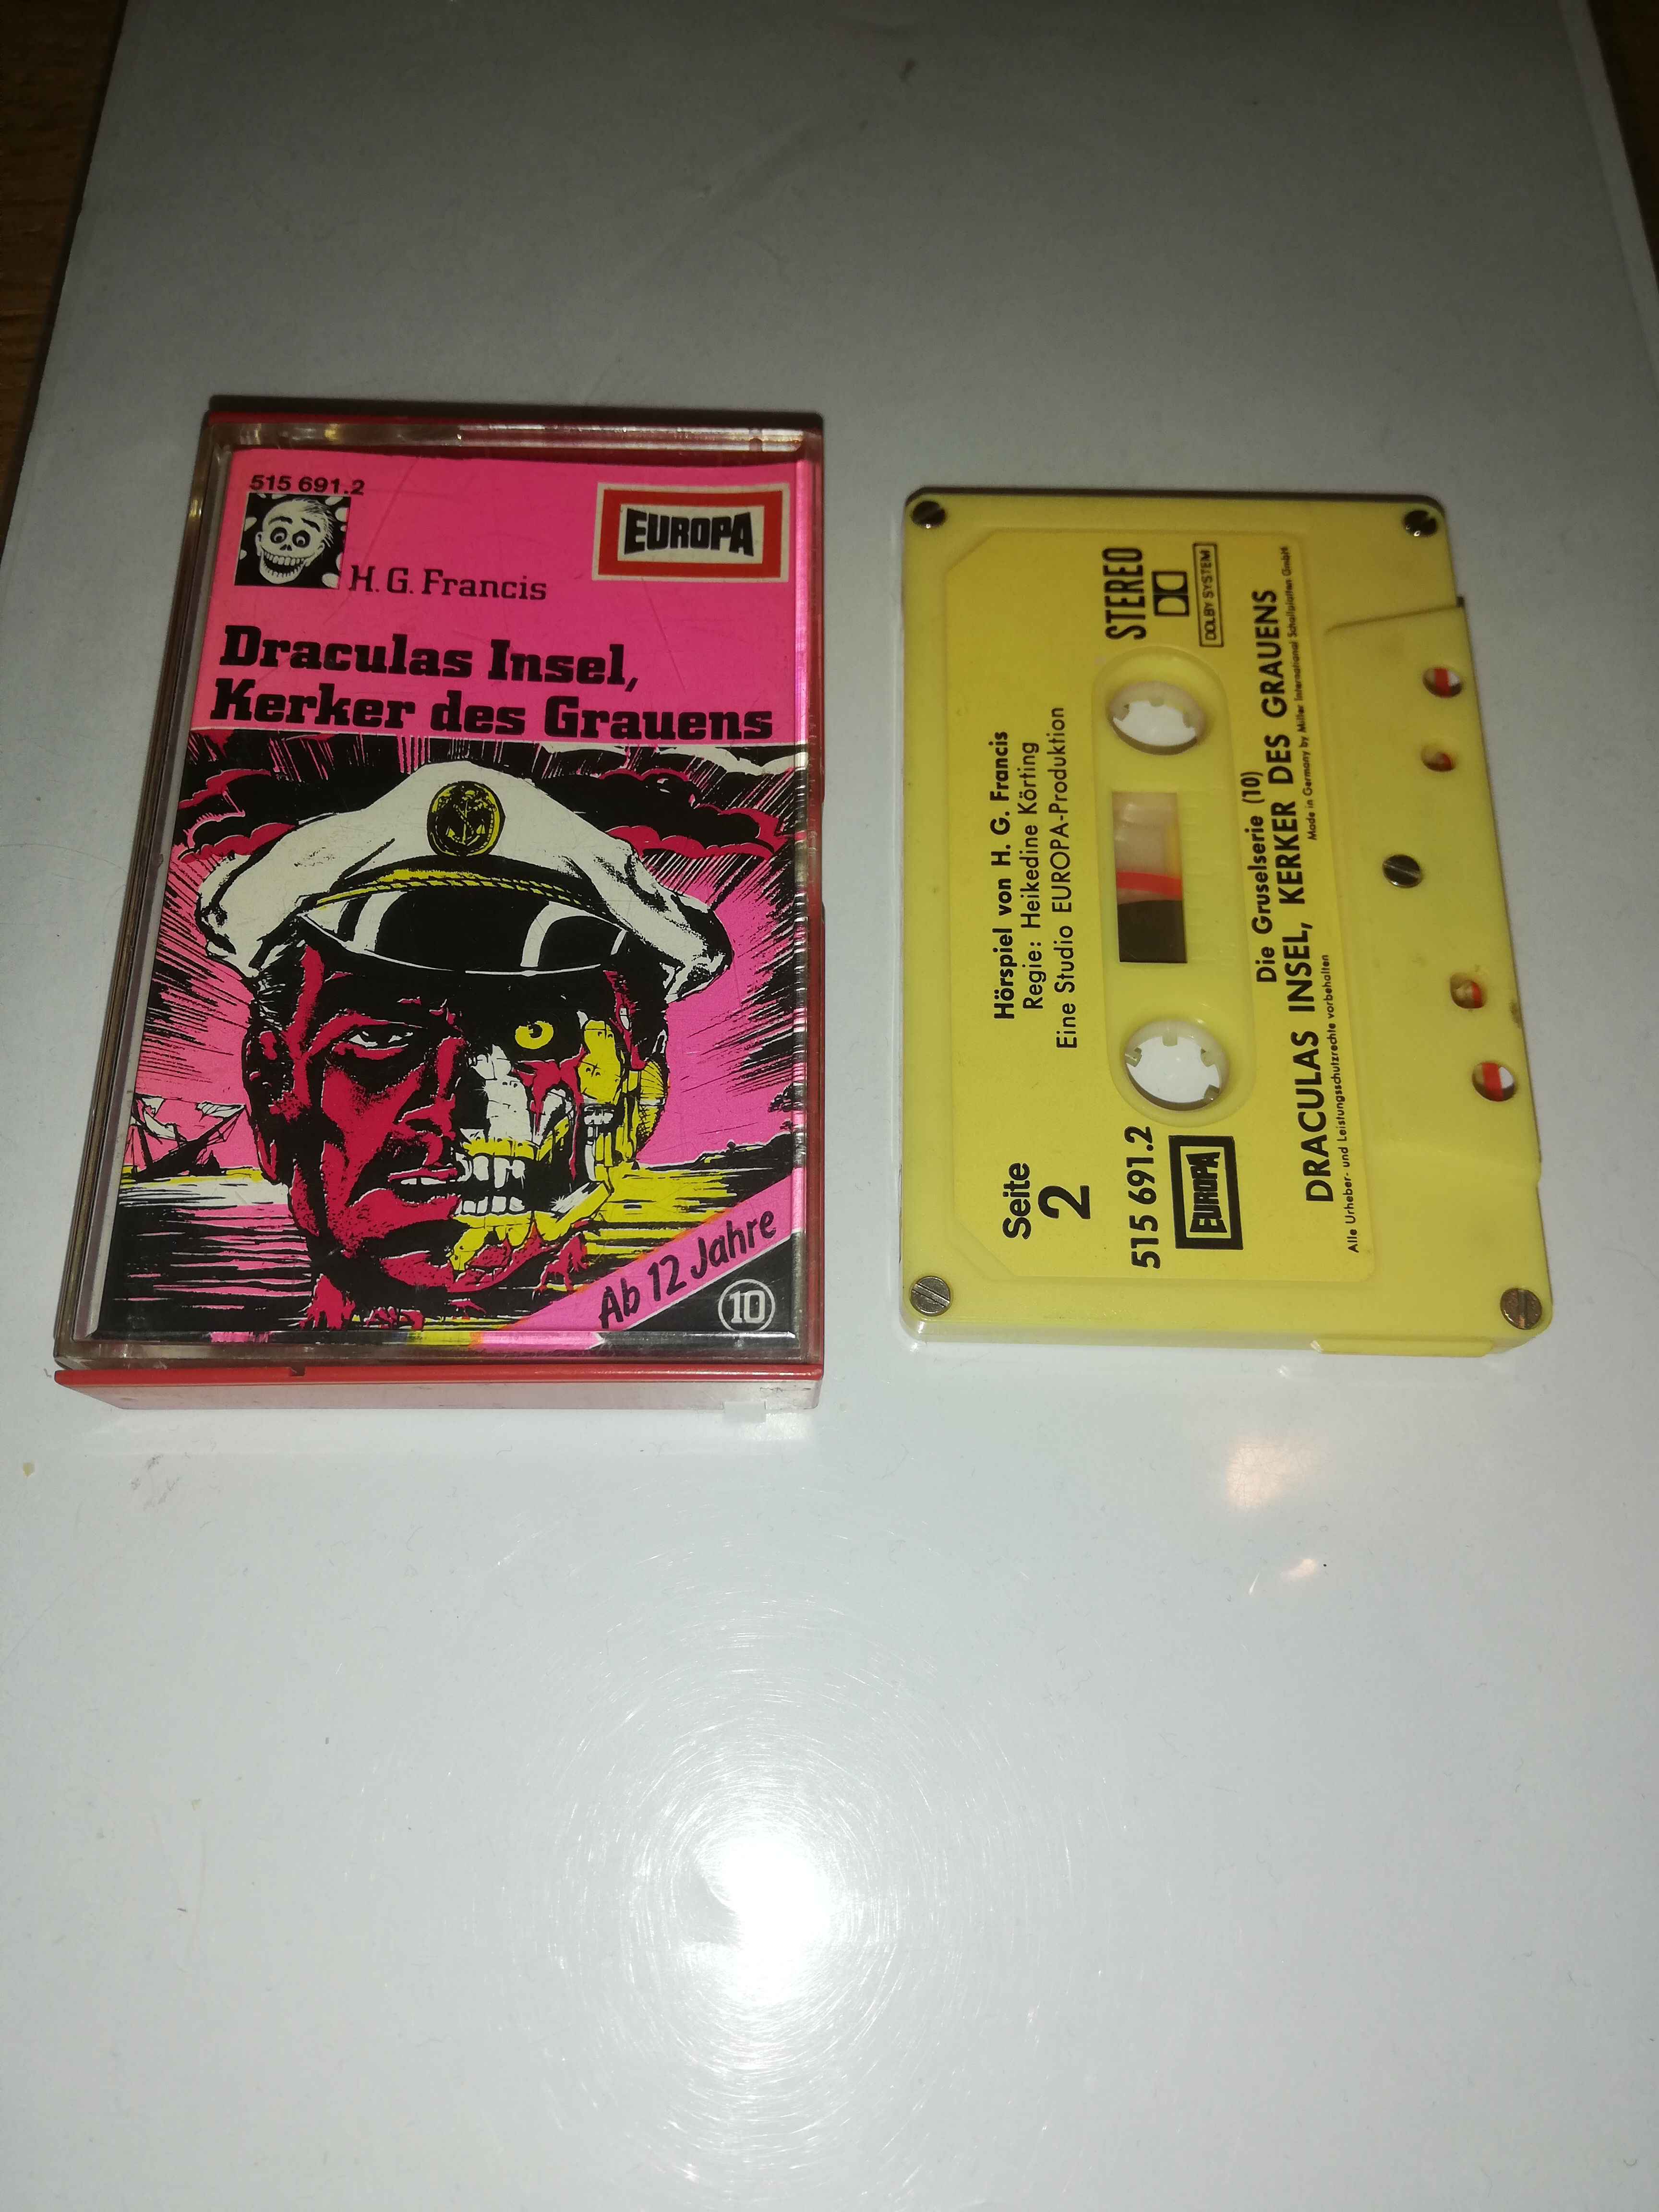 515 691.2
EUROPA
H. G. Francis
Draculas Insel,
Kerker des Grauens
Ab 12 Jahre
10
Seite
2
Hörspiel von H. G. Francis
Regie: Heikedine Körting
Eine Studio EUROPA-Produktion
STEREO
DOLBY SYSTEM
515 691.2
EUROPA
Die Gruselserie (10)
DRACULAS INSEL, KERKER DES GRAUENS
Made in Germany by Miller International Schallplatten GmbH
Alle Urheber- und Leistungsschutzrechte vorbehalten